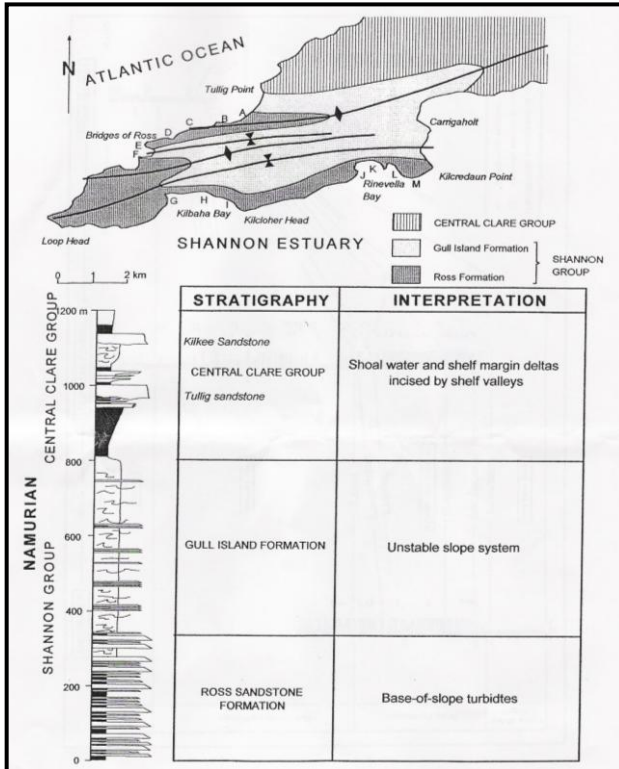 N
ATLANTIC OCEAN
Tullig Point
A
B
C
D
E
F
Bridges of Ross
Carrigaholt
J
K
L
M
Kilcredaun Point
Rinevella
Bay
G
H
I
Kilbaha Bay
Kilcloher Head
Loop Head
SHANNON ESTUARY
CENTRAL CLARE GROUP
Gull Island Formation
Ross Formation
SHANNON
GROUP
0 1 2 km
STRATIGRAPHY
INTERPRETATION
1200 m
1000
800
600
400
200
0
NAMURIAN
CENTRAL CLARE GROUP
SHANNON GROUP
Kilkee Sandstone
CENTRAL CLARE GROUP
Tullig sandstone
Shoal water and shelf margin deltas
incised by shelf valleys
GULL ISLAND FORMATION
Unstable slope system
ROSS SANDSTONE
FORMATION
Base-of-slope turbidtes